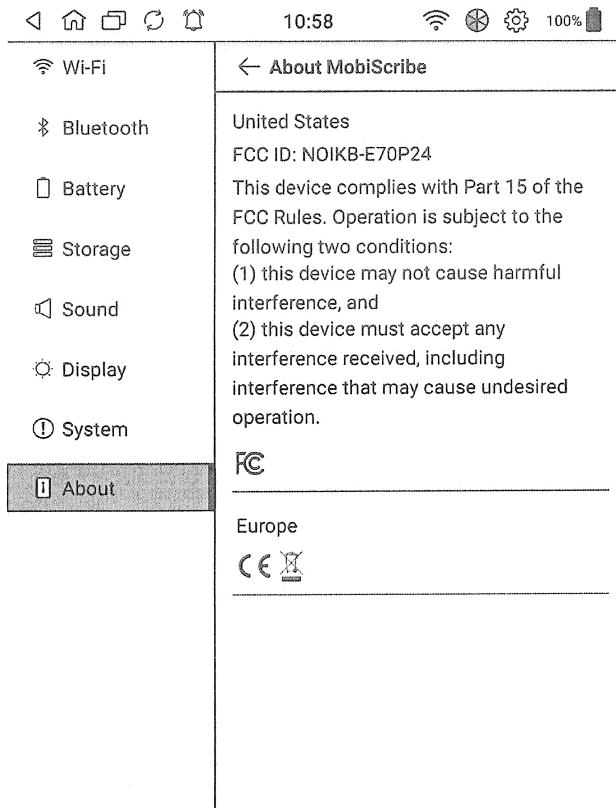 10:58
100%
Wi-Fi
Bluetooth
Battery
Storage
Sound
Display
System
About
About MobiScribe
United States
FCC ID: NOIKB-E70P24
This device complies with Part 15 of the
FCC Rules. Operation is subject to the
following two conditions:
(1) this device may not cause harmful
interference, and
(2) this device must accept any
interference received, including
interference that may cause undesired
operation.
FC
Europe
CE